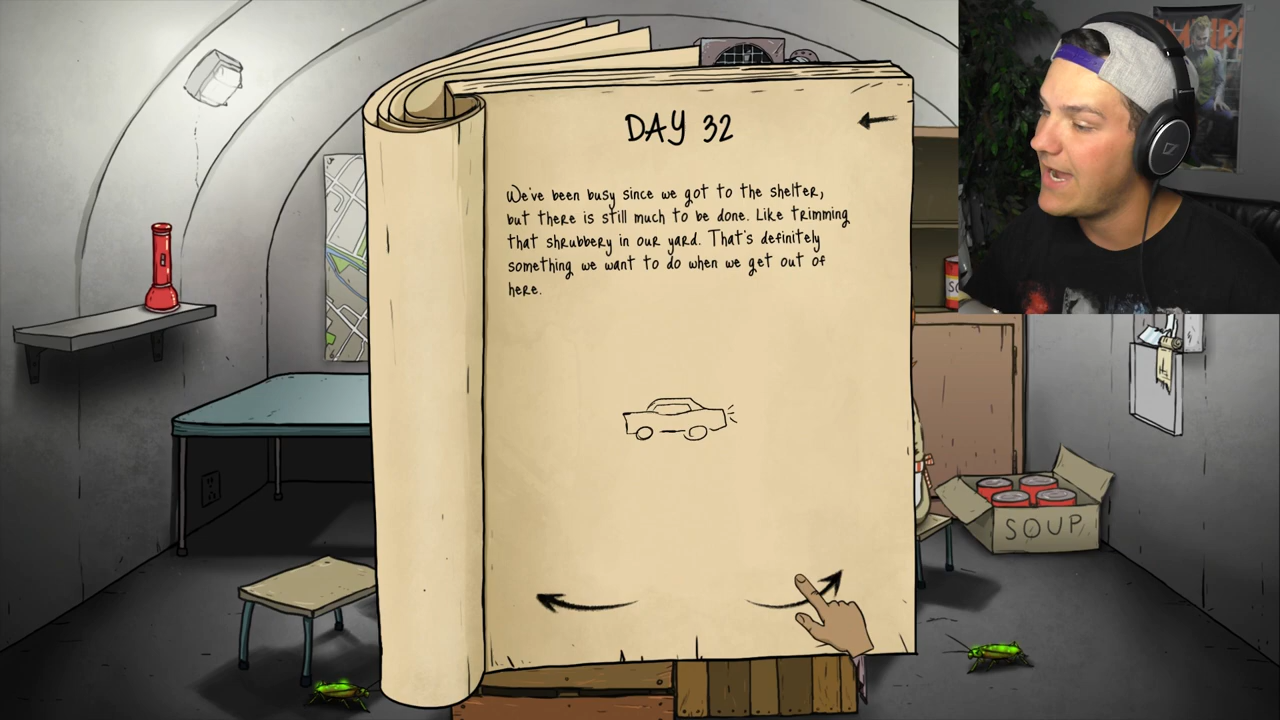 DAY 32
We've been busy since we got to the shelter,
but there is still much to be done. Like trimming
that shrubbery in our yard. That's definitely
something we want to do when we get out of
here.
SOUP